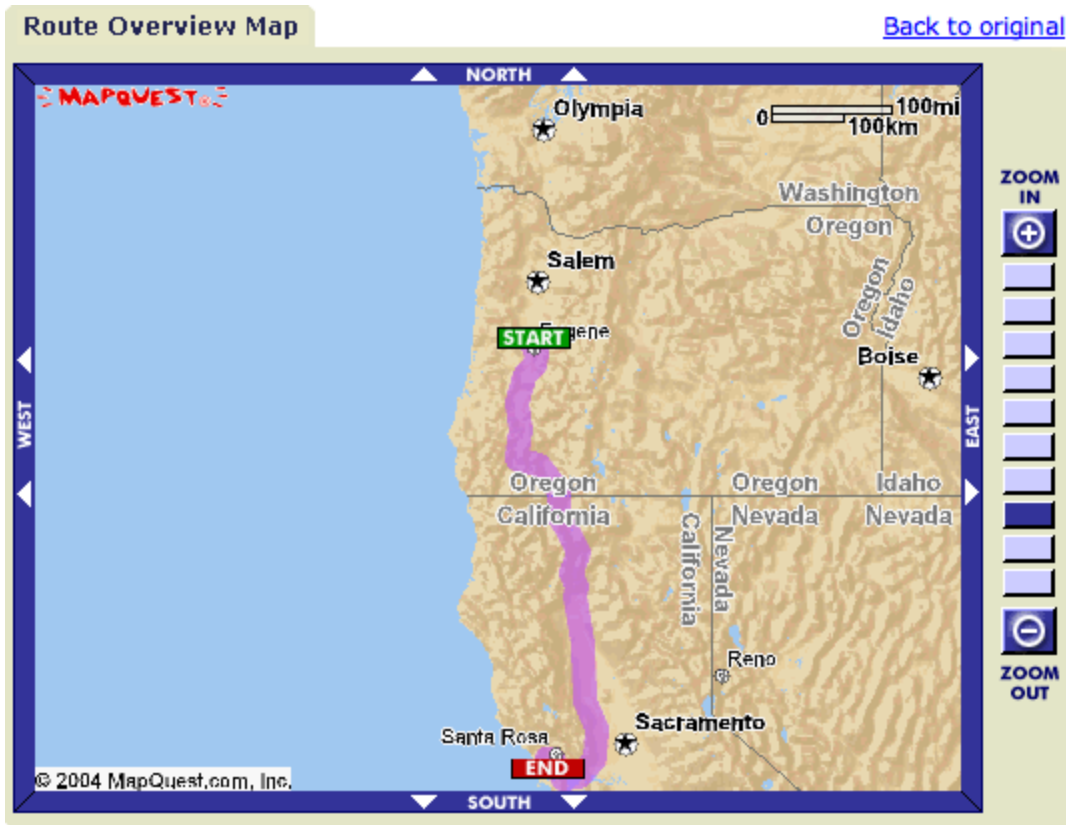 Route Overview Map
Back to original
NORTH
MAPQUEST
Olympia
0 100mi
100km
ZOOM
IN
Washington
Oregon
Salem
Oregon
Idaho
START
Boise
WEST
EAST
Oregon Oregon Idaho
California Nevada Nevada
California
Nevada
Reno
ZOOM
OUT
Sacramento
Santa Rosa
END
© 2004 MapQuest.com, Inc.
SOUTH